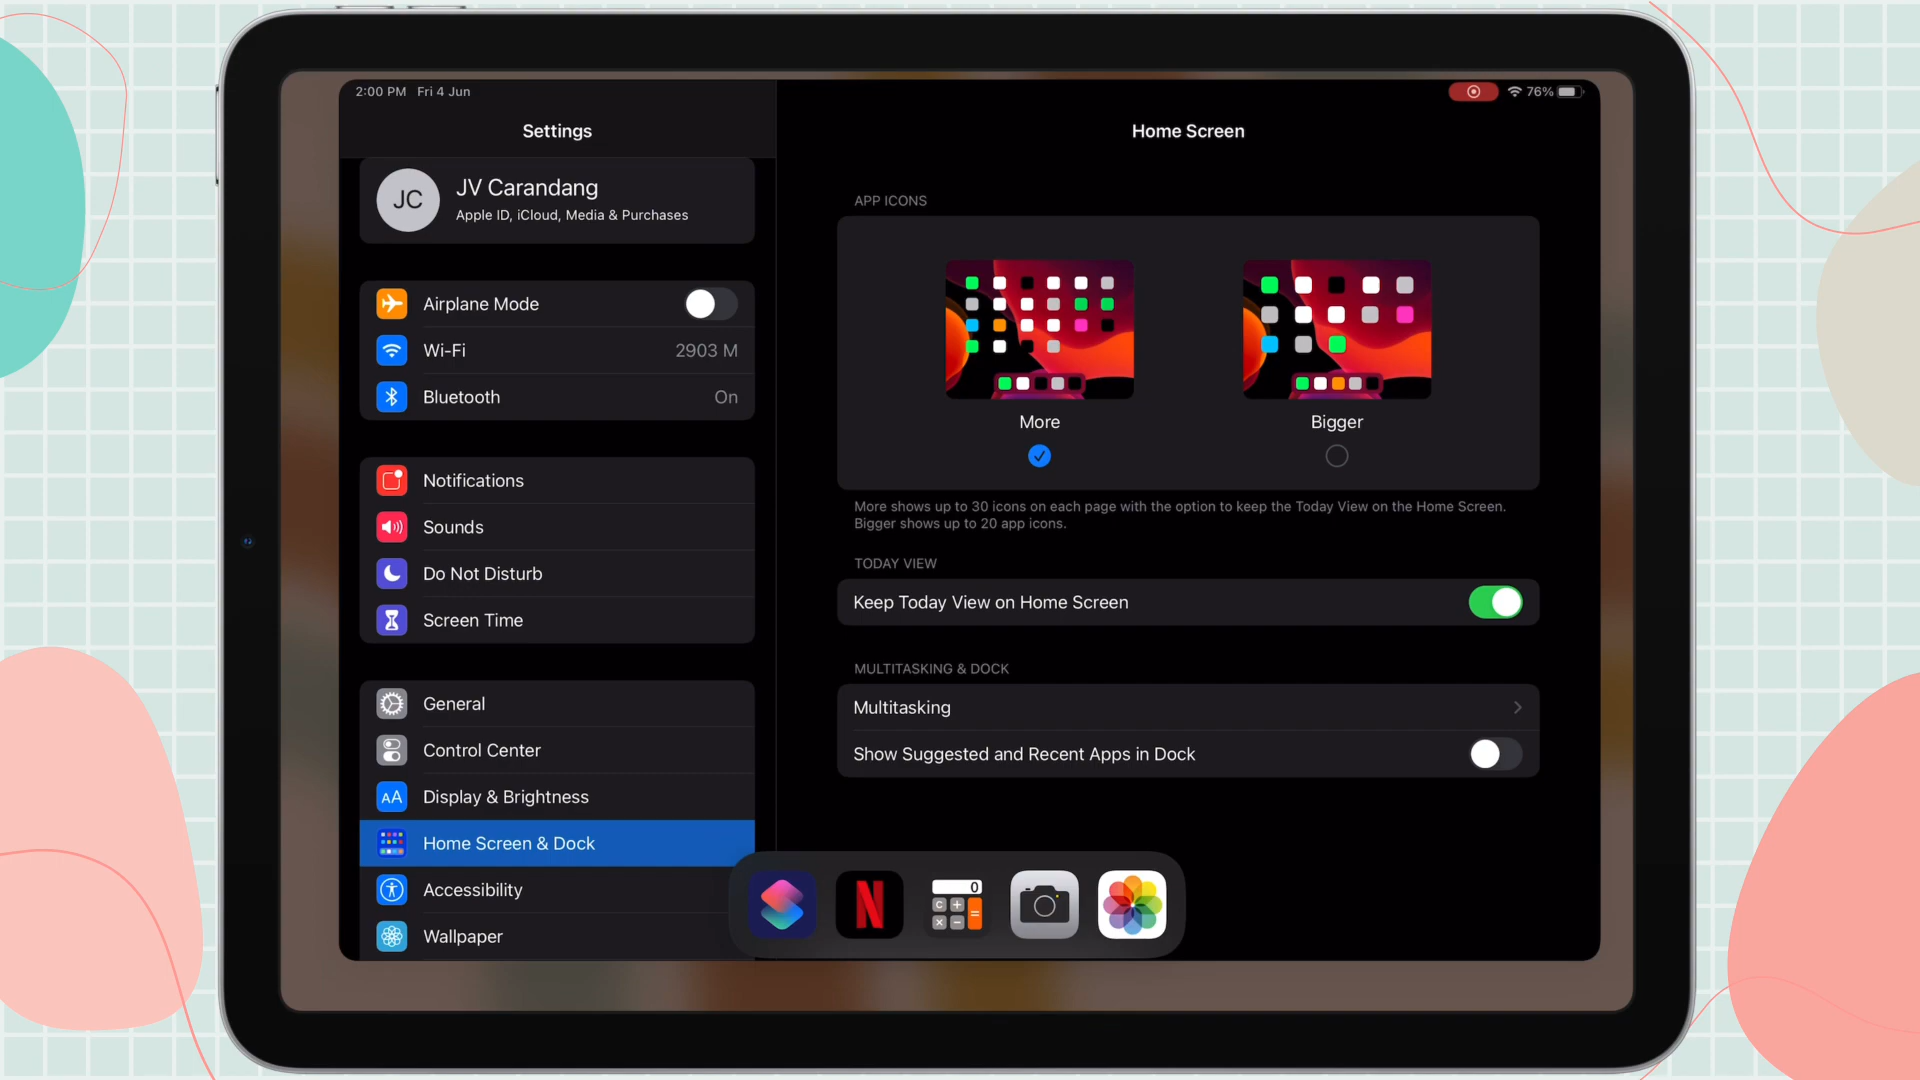 2:00 PM Fri 4 Jun
76%
Settings
Home Screen
JC
JV Carandang
Apple ID, iCloud, Media & Purchases
Airplane Mode
Wi-Fi 2903 M
Bluetooth On
Notifications
Sounds
Do Not Disturb
Screen Time
General
Control Center
AA Display & Brightness
Home Screen & Dock
Accessibility
Wallpaper
APP ICONS
More
Bigger
More shows up to 30 icons on each page with the option to keep the Today View on the Home Screen.
Bigger shows up to 20 app icons.
TODAY VIEW
Keep Today View on Home Screen
MULTITASKING & DOCK
Multitasking
Show Suggested and Recent Apps in Dock
N
0
C + =
× −